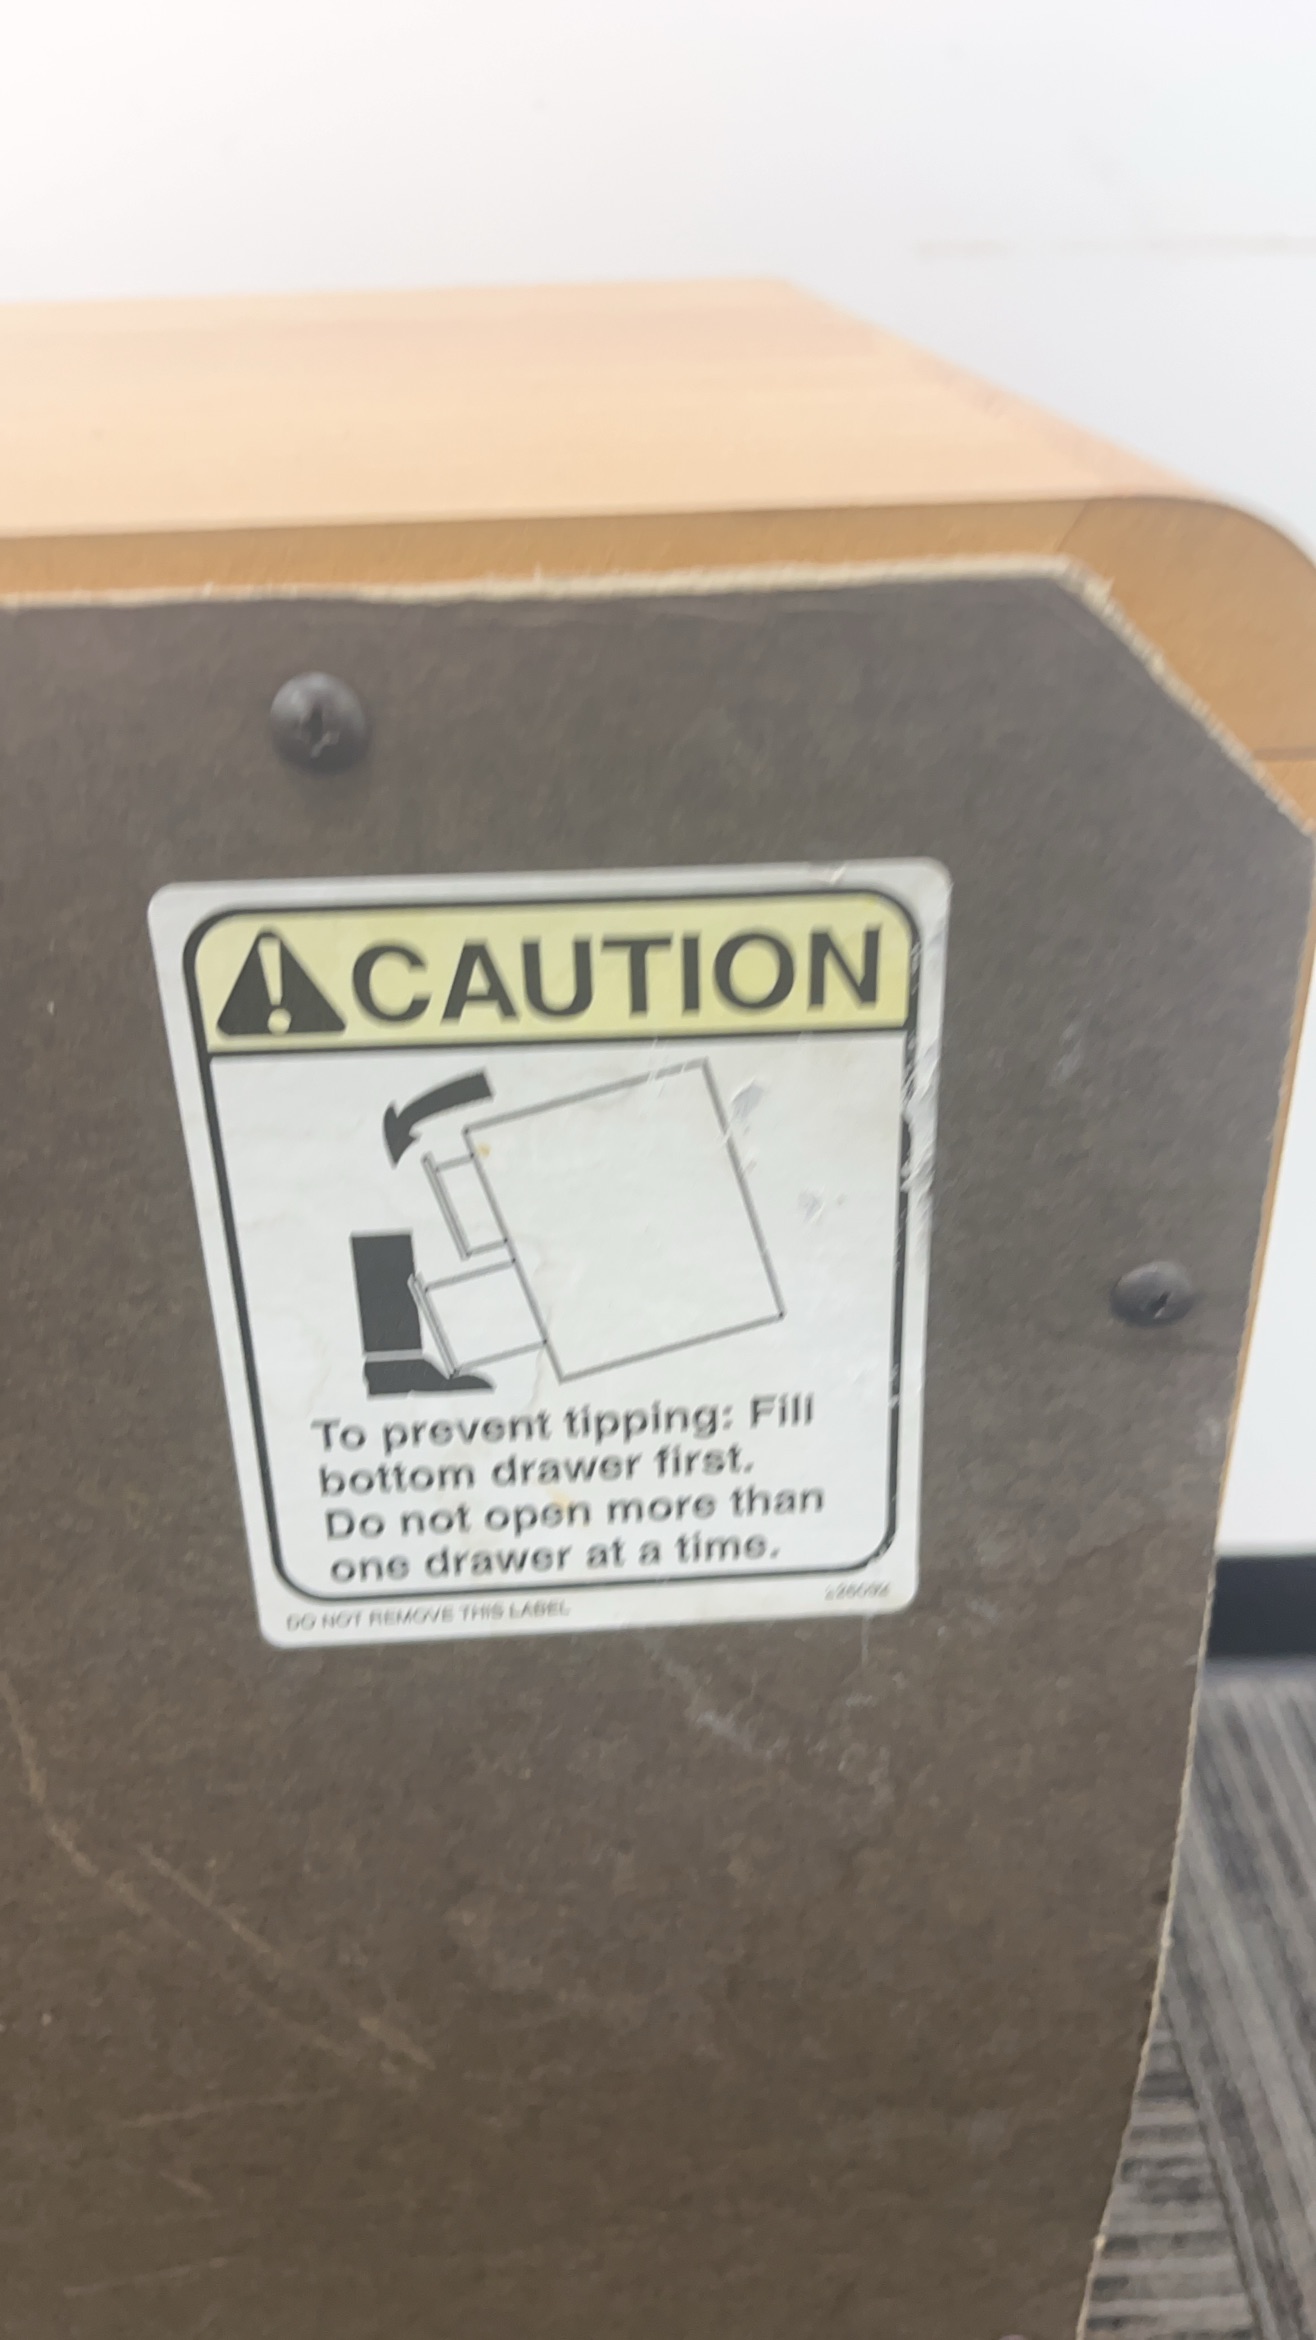 CAUTION
To prevent tipping: Fill
bottom drawer first.
Do not open more than
one drawer at a time.
DO NOT REMOVE THIS LABEL